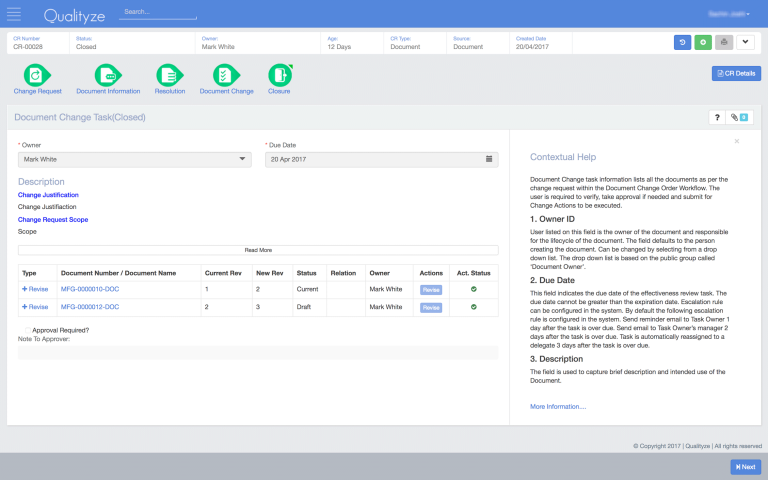 Qualityze
Search...
CR Number
CR-00028
Status:
Closed
Owner:
Mark White
Age:
12 Days
CR Type:
Document
Source:
Document
Created Date
20/04/2017
Change Request
Document Information
Resolution
Document Change
Closure
CR Details
Document Change Task(Closed)
?
0
* Owner
Mark White
* Due Date
20 Apr 2017
Description
Change Justification
Change Justifiaction
Change Request Scope
Scope
Read More
Type Document Number / Document Name Current Rev New Rev Status Relation Owner Actions Act. Status
+ Revise MFG-0000010-DOC 1 2 Current Mark White Revise
+ Revise MFG-0000012-DOC 2 3 Draft Mark White Revise
Approval Required?
Note To Approver:
×
Contextual Help
Document Change task information lists all the documents as per the
change request within the Document Change Order Workflow. The
user is required to verify, take approval if needed and submit for
Change Actions to be executed.
1. Owner ID
User listed on this field is the owner of the document and responsible
for the lifecycle of the document. The field defaults to the person
creating the document. Can be changed by selecting from a drop
down list. The drop down list is based on the public group called
'Document Owner'.
2. Due Date
This field indicates the due date of the effectiveness review task. The
due date cannot be greater than the expiration date. Escalation rule
can be configured in the system. By default the following escalation
rule is configured in the system. Send reminder email to Task Owner 1
day after the task is over due. Send email to Task Owner's manager 2
days after the task is over due. Task is automatically reassigned to a
delegate 3 days after the task is over due.
3. Description
The field is used to capture brief description and intended use of the
Document.
More Information....
© Copyright 2017 | Qualityze | All rights reserved
Next